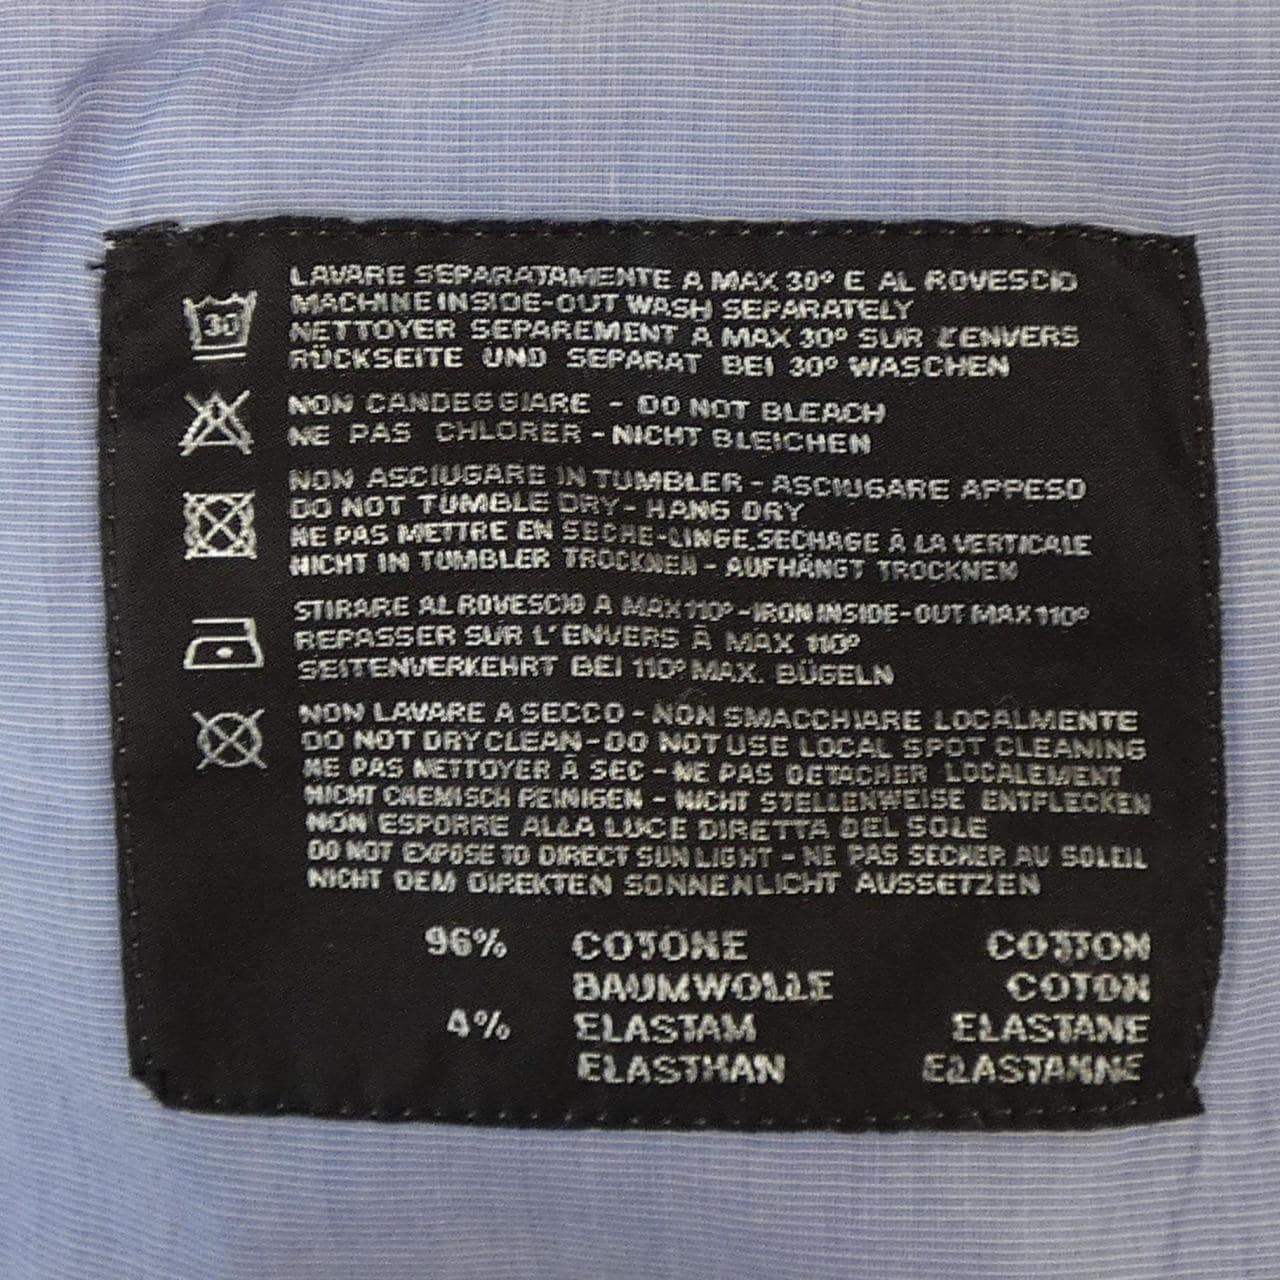 30
LAVARE SEPARATAMENTE A MAX 30° E AL ROVESCIO
MACHINE INSIDE-OUT WASH SEPARATELY
NETTOYER SEPAREMENT A MAX 30° SUR L'ENVERS
RÜCKSEITE UND SEPARAT BEI 30° WASCHEN
NON CANDEGGIARE - DO NOT BLEACH
NE PAS CHLORER - NICHT BLEICHEN
NON ASCIUGARE IN TUMBLER - ASCIUGARE APPESO
DO NOT TUMBLE DRY - HANG DRY
NE PAS METTRE EN SECHE-LINGE.SECHAGE À LA VERTICALE
NICHT IN TUMBLER TROCKNEN - AUFHÄNGT TROCKNEN
STIRARE AL ROVESCIO A MAX 110° - IRON INSIDE-OUT MAX 110°
REPASSER SUR L'ENVERS À MAX 110°
SEITENVERKEHRT BEI 110° MAX. BÜGELN
NON LAVARE A SECCO - NON SMACCHIARE LOCALMENTE
DO NOT DRY CLEAN - DO NOT USE LOCAL SPOT CLEANING
NE PAS NETTOYER À SEC - NE PAS DETACHER LOCALEMENT
NICHT CHEMISCH REINIGEN - NICHT STELLENWEISE ENTFLECKEN
NON ESPORRE ALLA LUCE DIRETTA DEL SOLE
DO NOT EXPOSE TO DIRECT SUN LIGHT - NE PAS SECHER AU SOLEIL
NICHT DEM DIREKTEN SONNENLICHT AUSSETZEN
96% COTONE COTTON
BAUMWOLLE COTON
4% ELASTAM ELASTANE
ELASTHAN ELASTANNE